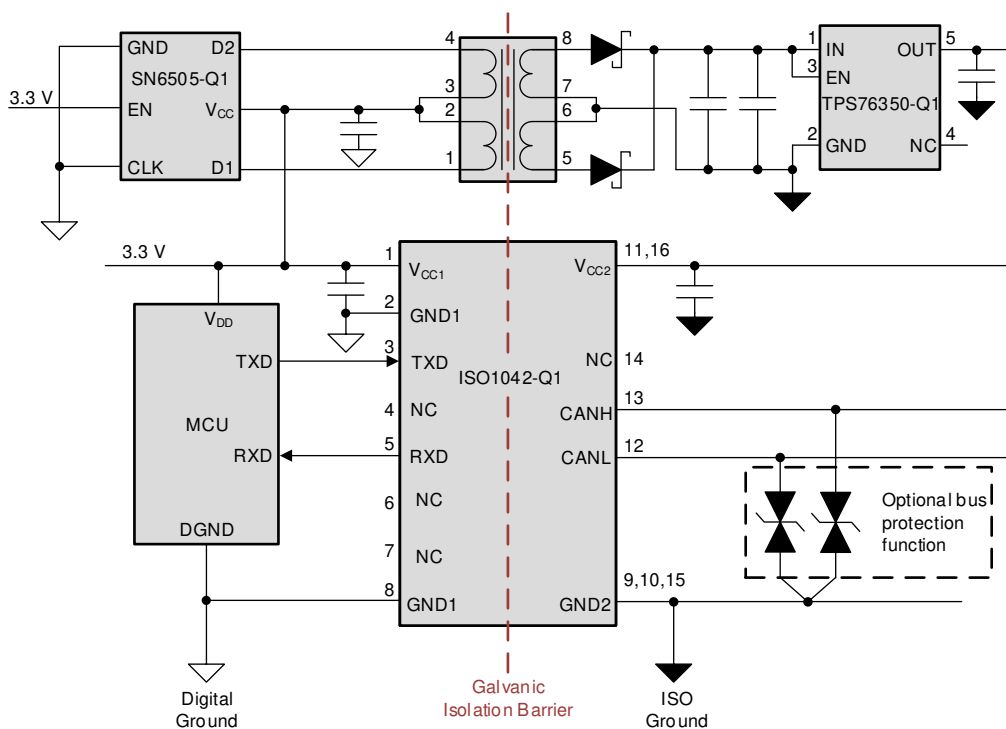 GND
D2
SN6505-Q1
3.3 V
EN
VCC
CLK
D1
4
3
2
1
8
7
6
5
1
IN
OUT
5
3
EN
TPS76350-Q1
2
GND
NC
4
3.3 V
1
VCC1
2
GND1
3
TXD
4
NC
5
RXD
6
NC
7
NC
8
GND1
ISO1042-Q1
11,16
VCC2
NC
14
13
CANH
12
CANL
9,10,15
GND2
VDD
TXD
MCU
RXD
DGND
Optional bus
protection
function
Digital
Ground
Galvanic
Isolation Barrier
ISO
Ground